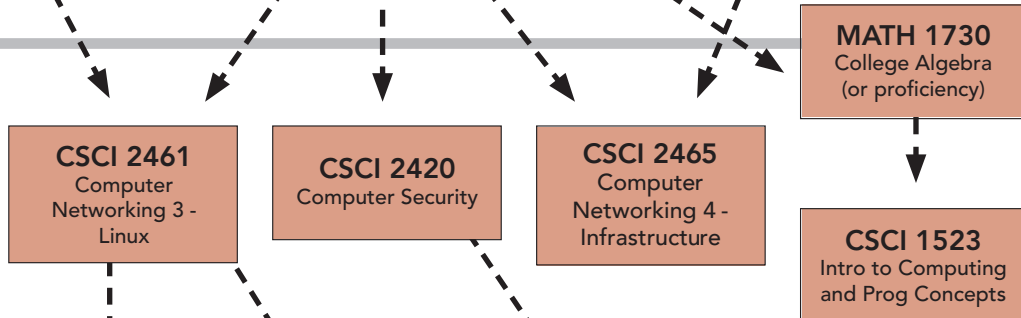 MATH 1730
College Algebra
(or proficiency)
CSCI 2461
Computer
Networking 3 -
Linux
CSCI 2420
Computer Security
CSCI 2465
Computer
Networking 4 -
Infrastructure
CSCI 1523
Intro to Computing
and Prog Concepts